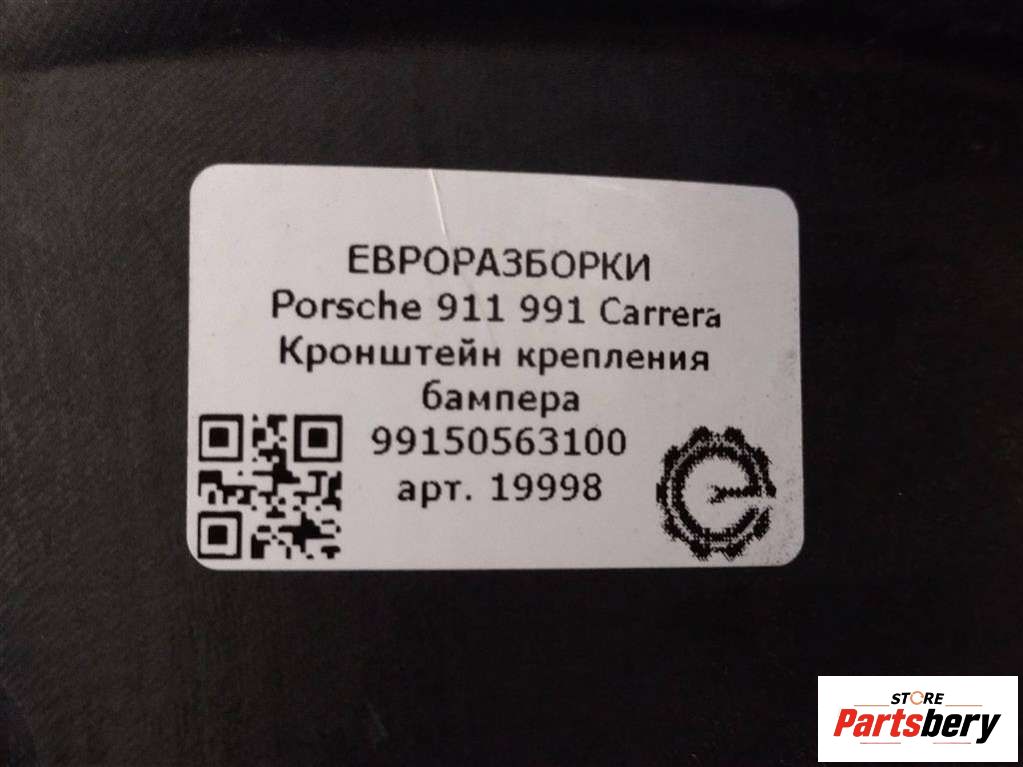 ЕВРОРАЗБОРКИ
Porsche 911 991 Carrera
Кронштейн крепления
бампера
99150563100
арт. 19998
STORE
Partsbery